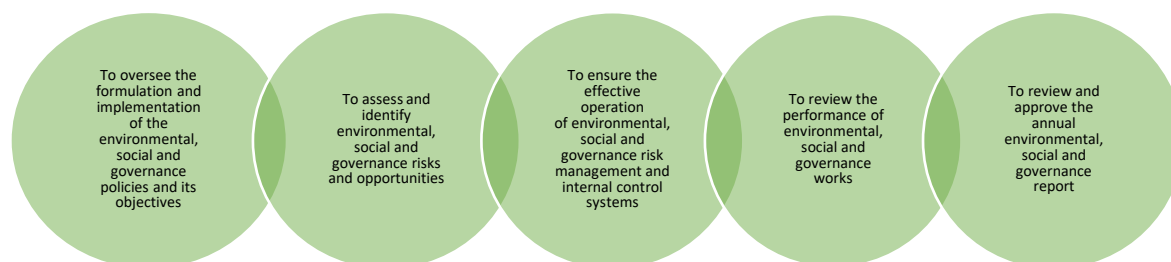 To oversee the
formulation and
implementation
of the
environmental,
social and
governance
policies and its
objectives
To assess and
identify
environmental,
social and
governance risks
and opportunities
To ensure the
effective
operation
of environmental,
social and
governance risk
management and
internal control
systems
To review the
performance of
environmental,
social and
governance
works
To review and
approve the
annual
environmental,
social and
governance
report